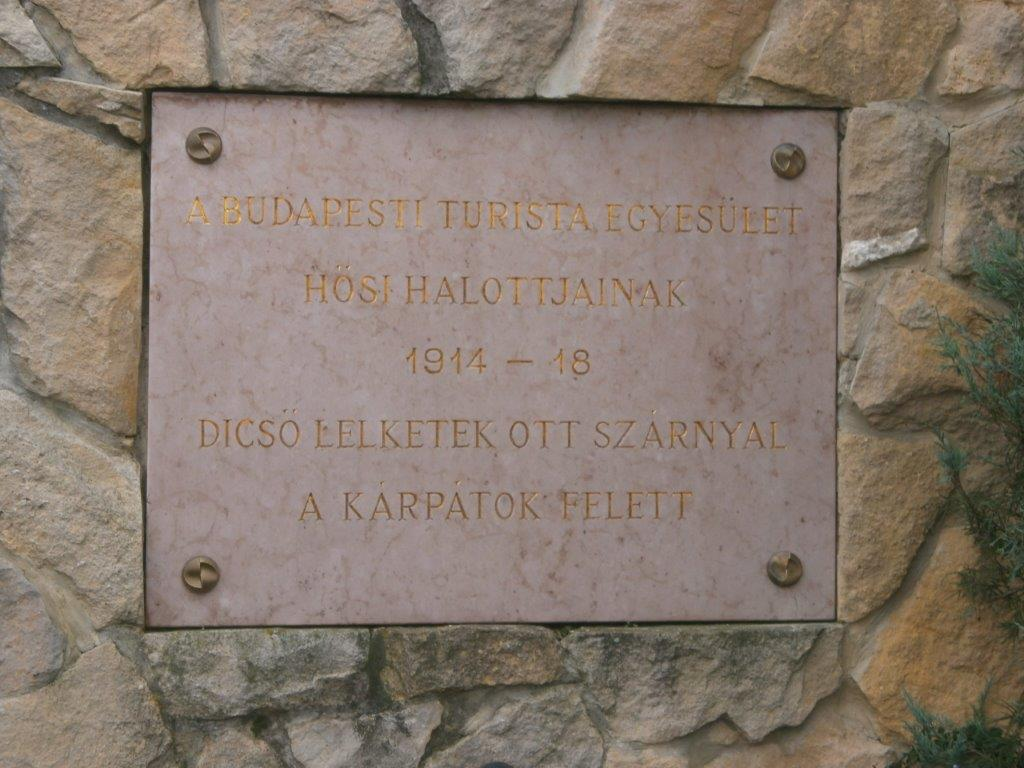 A BUDAPESTI TURISTA EGYESÜLET
HŐSI HALOTTJAINAK
1914 – 18
DICSŐ LELKETEK OTT SZÁRNYAL
A KÁRPÁTOK FELETT